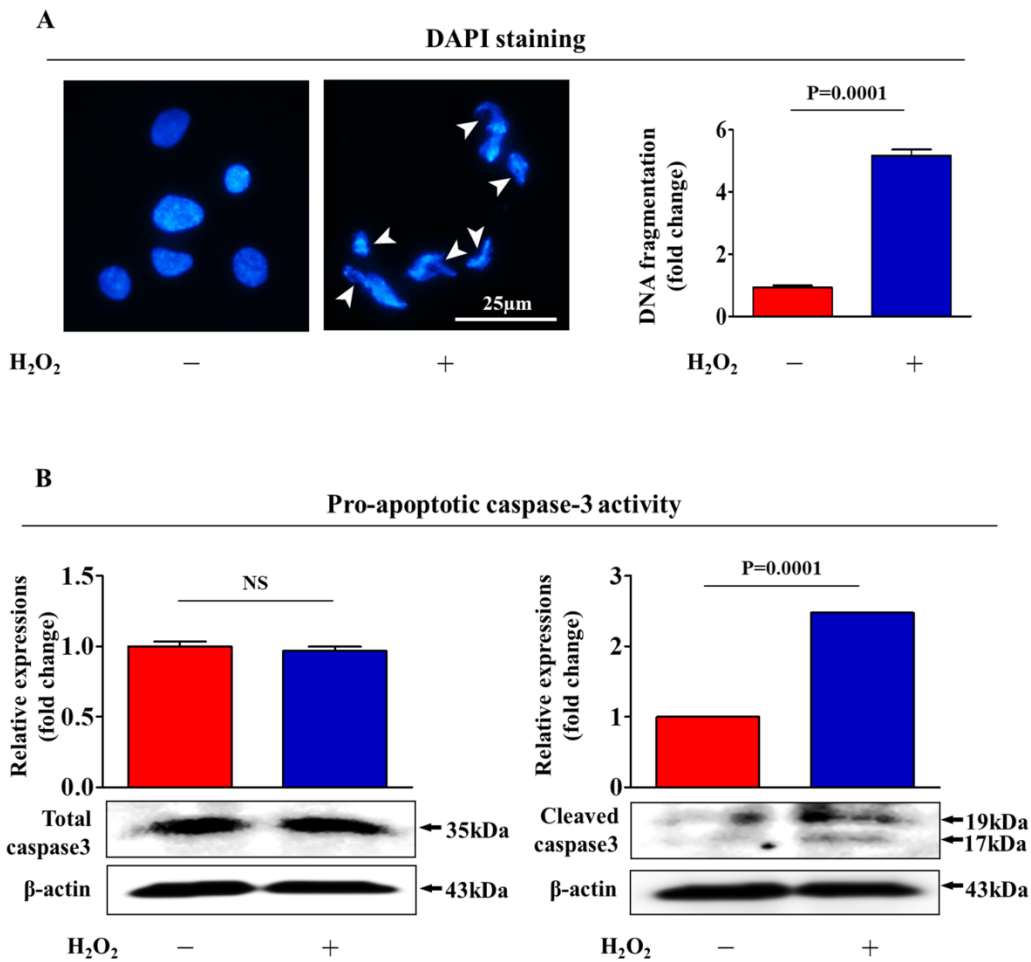 A
DAPI staining
P=0.0001
DNA fragmentation
(fold change)
6
4
2
0
25μm
H₂O₂ − +
H₂O₂ − +
B
Pro-apoptotic caspase-3 activity
Relative expressions
(fold change)
1.5
1.0
0.5
0.0
NS
Total
caspase3
35kDa
β-actin
43kDa
H₂O₂ − +
Relative expressions
(fold change)
3
2
1
0
P=0.0001
Cleaved
caspase3
19kDa
17kDa
β-actin
43kDa
H₂O₂ − +